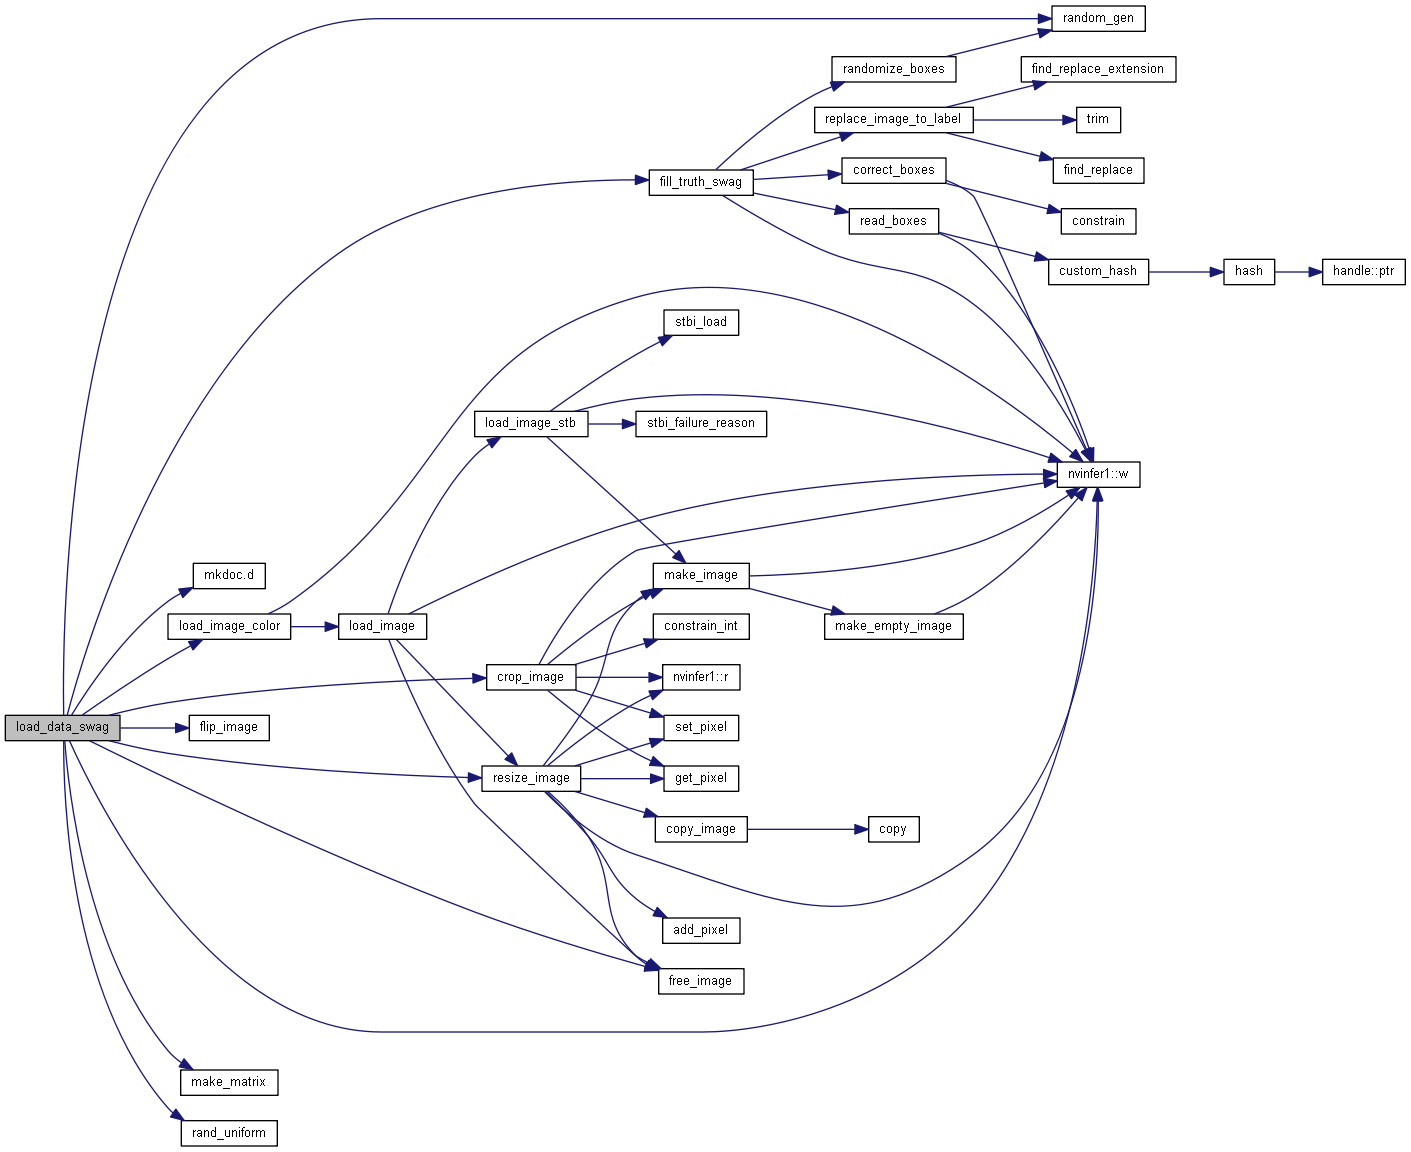 random_gen
randomize_boxes
find_replace_extension
replace_image_to_label
trim
correct_boxes
find_replace
fill_truth_swag
read_boxes
constrain
custom_hash
hash
handle::ptr
stbi_load
load_image_stb
stbi_failure_reason
nvinfer1::w
mkdoc.d
make_image
load_image_color
load_image
constrain_int
make_empty_image
crop_image
nvinfer1::r
load_data_swag
flip_image
set_pixel
resize_image
get_pixel
copy_image
copy
add_pixel
free_image
make_matrix
rand_uniform